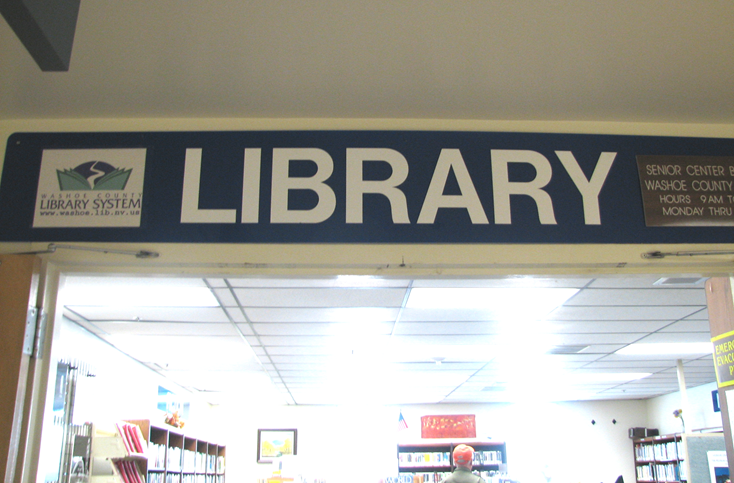 WASHOE COUNTY
LIBRARY SYSTEM
www.washoe.lib.nv.us
LIBRARY
SENIOR CENTER
WASHOE COUNTY
HOURS 9 AM
MONDAY THRU